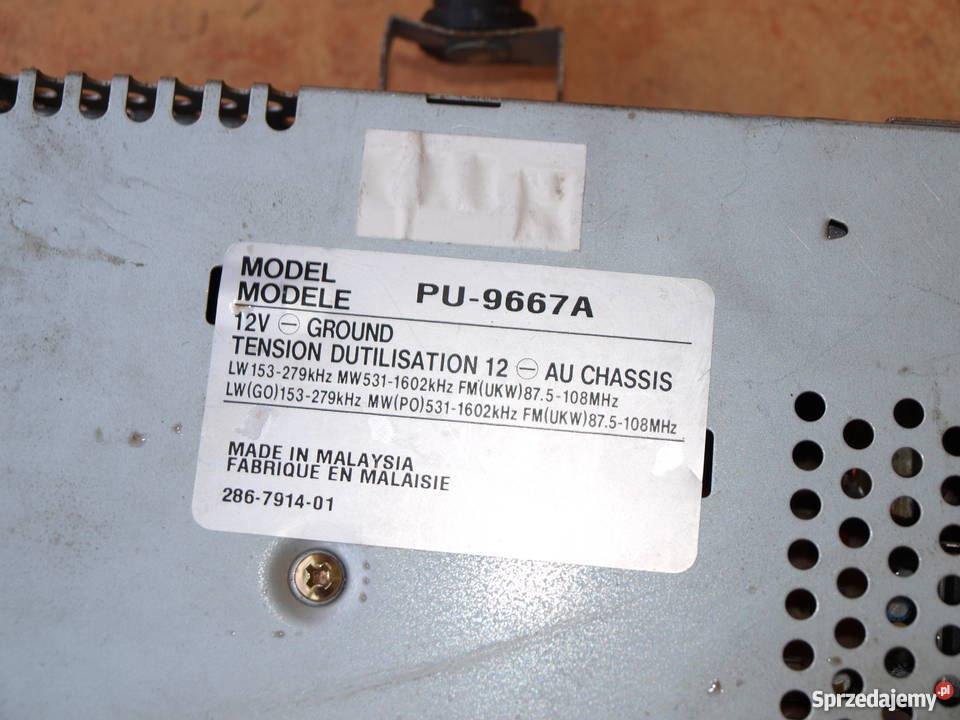 MODEL
MODELE PU-9667A
12V ⊖ GROUND
TENSION DUTILISATION 12 ⊖ AU CHASSIS
LW153-279kHz MW531-1602kHz FM(UKW)87.5-108MHz
LW(GO)153-279kHz MW(PO)531-1602kHz FM(UKW)87.5-108MHz
MADE IN MALAYSIA
FABRIQUE EN MALAISIE
286-7914-01
Sprzedajemy.pl